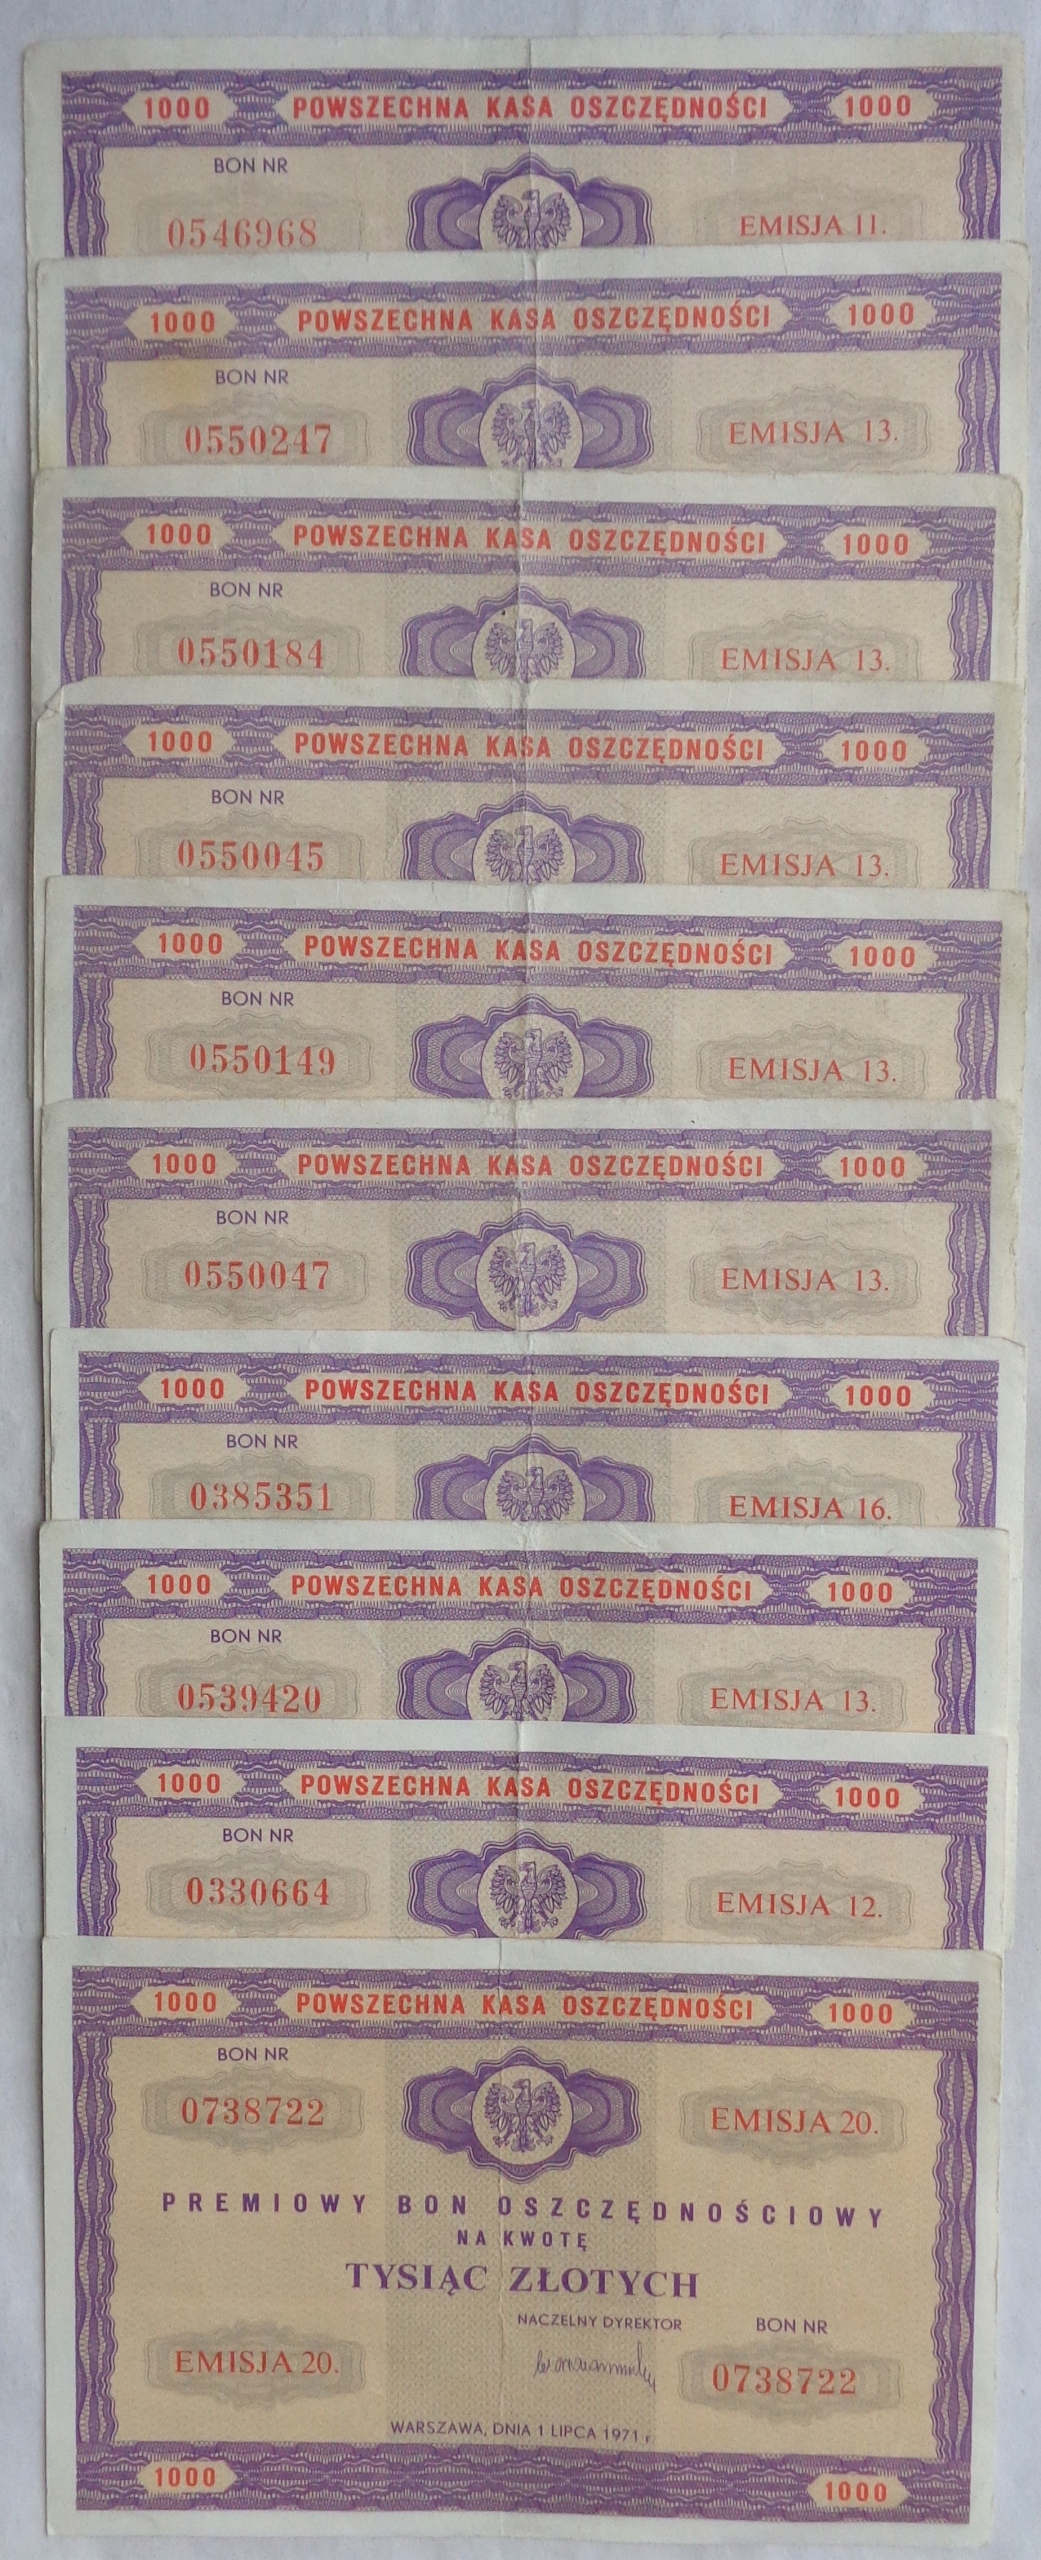 1000 POWSZECHNA KASA OSZCZĘDNOŚCI 1000
BON NR
0546968 EMISJA 11.
1000 POWSZECHNA KASA OSZCZĘDNOŚCI 1000
BON NR
0550247 EMISJA 13.
1000 POWSZECHNA KASA OSZCZĘDNOŚCI 1000
BON NR
0550184 EMISJA 13.
1000 POWSZECHNA KASA OSZCZĘDNOŚCI 1000
BON NR
0550045 EMISJA 13.
1000 POWSZECHNA KASA OSZCZĘDNOŚCI 1000
BON NR
0550149 EMISJA 13.
1000 POWSZECHNA KASA OSZCZĘDNOŚCI 1000
BON NR
0550047 EMISJA 13.
1000 POWSZECHNA KASA OSZCZĘDNOŚCI 1000
BON NR
0385351 EMISJA 16.
1000 POWSZECHNA KASA OSZCZĘDNOŚCI 1000
BON NR
0539420 EMISJA 13.
1000 POWSZECHNA KASA OSZCZĘDNOŚCI 1000
BON NR
0330664 EMISJA 12.
1000 POWSZECHNA KASA OSZCZĘDNOŚCI 1000
BON NR
0738722 EMISJA 20.
PREMIOWY BON OSZCZĘDNOŚCIOWY
NA KWOTĘ
TYSIĄC ZŁOTYCH
NACZELNY DYREKTOR BON NR
EMISJA 20. 0738722
WARSZAWA, DNIA 1 LIPCA 1971 r.
1000 1000